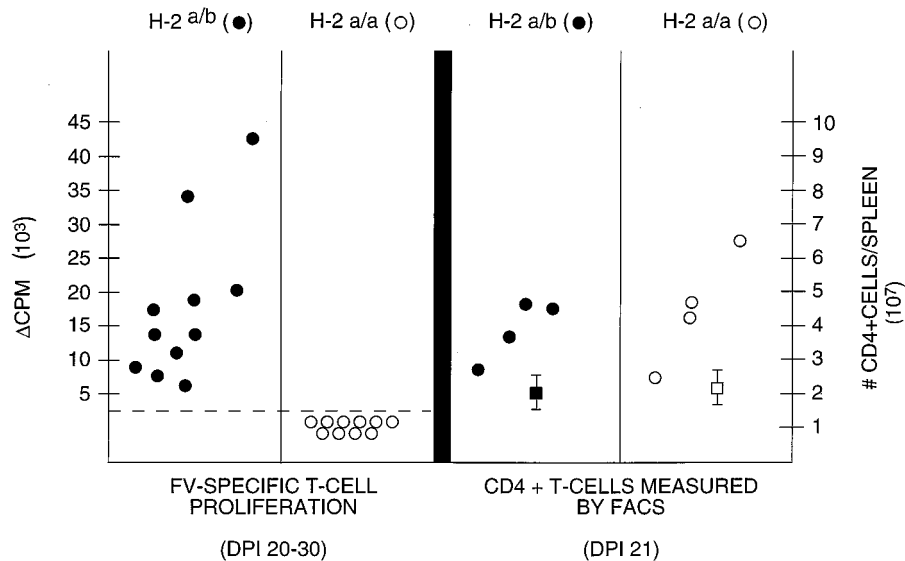 H-2 a/b (●) H-2 a/a (○) H-2 a/b (●) H-2 a/a (○)
45
40
35
30
25
20
15
10
5
ΔCPM (10³)
10
9
8
7
6
5
4
3
2
1
# CD4+CELLS/SPLEEN
(10⁷)
FV-SPECIFIC T-CELL
PROLIFERATION
(DPI 20-30)
CD4 + T-CELLS MEASURED
BY FACS
(DPI 21)